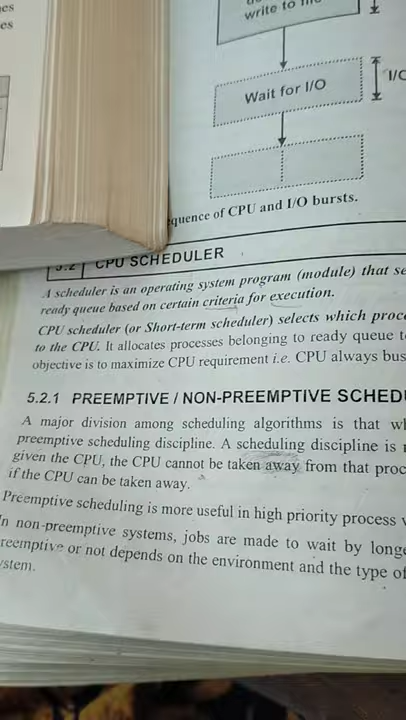 es
write to
Wait for I/O
I/O
quence of CPU and I/O bursts.
5.2 CPU SCHEDULER
A scheduler is an operating system program (module) that se
ready queue based on certain criteria for execution.
CPU scheduler (or Short-term scheduler) selects which proce
to the CPU. It allocates processes belonging to ready queue t
objective is to maximize CPU requirement i.e. CPU always bus
5.2.1 PREEMPTIVE / NON-PREEMPTIVE SCHED
A major division among scheduling algorithms is that wh
preemptive scheduling discipline. A scheduling discipline is
given the CPU, the CPU cannot be taken away from that proc
if the CPU can be taken away.
Preemptive scheduling is more useful in high priority process
In non-preemptive systems, jobs are made to wait by longe
reemptive or not depends on the environment and the type of
ystem.